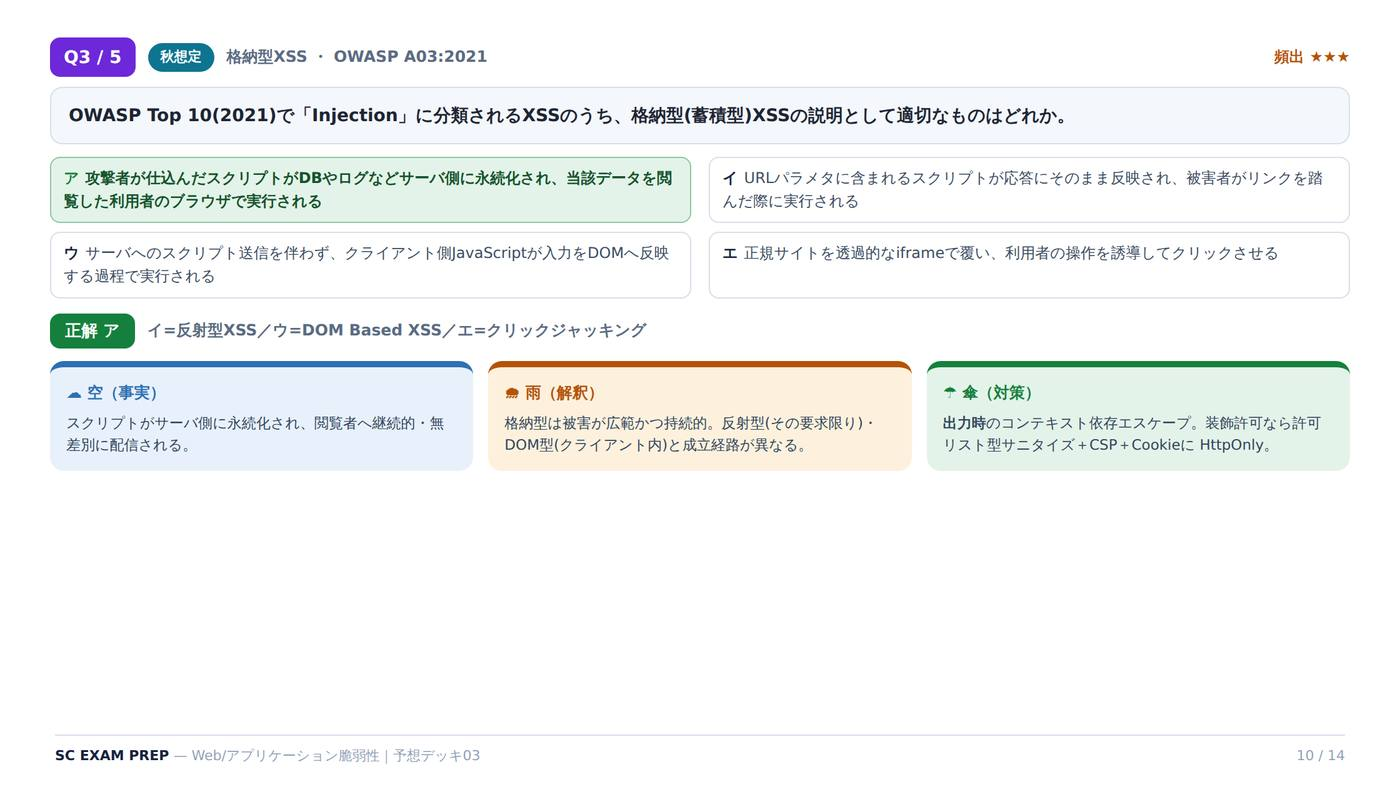 Q3 / 5 秋想定 格納型XSS ・ OWASP A03:2021 頻出 ★★★
OWASP Top 10(2021)で「Injection」に分類されるXSSのうち、格納型(蓄積型)XSSの説明として適切なものはどれか。
ア 攻撃者が仕込んだスクリプトがDBやログなどサーバ側に永続化され、当該データを閲
覧した利用者のブラウザで実行される
イ URLパラメタに含まれるスクリプトが応答にそのまま反映され、被害者がリンクを踏
んだ際に実行される
ウ サーバへのスクリプト送信を伴わず、クライアント側JavaScriptが入力をDOMへ反映
する過程で実行される
エ 正規サイトを透過的なiframeで覆い、利用者の操作を誘導してクリックさせる
正解 ア イ=反射型XSS／ウ=DOM Based XSS／エ=クリックジャッキング
☁ 空（事実）
スクリプトがサーバ側に永続化され、閲覧者へ継続的・無
差別に配信される。
🌧 雨（解釈）
格納型は被害が広範かつ持続的。反射型(その要求限り)・
DOM型(クライアント内)と成立経路が異なる。
☂ 傘（対策）
出力時のコンテキスト依存エスケープ。装飾許可なら許可
リスト型サニタイズ＋CSP＋Cookieに HttpOnly。
SC EXAM PREP — Web/アプリケーション脆弱性｜予想デッキ03 10 / 14